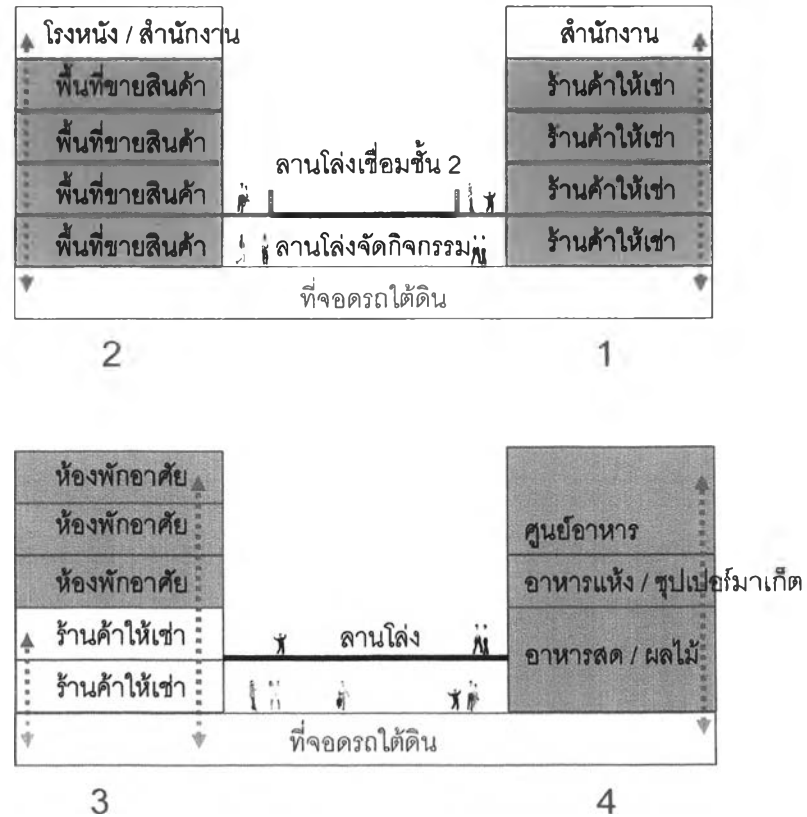 โรงหนัง / สำนักงาน
สำนักงาน
พื้นที่ขายสินค้า
ร้านค้าให้เช่า
พื้นที่ขายสินค้า
ร้านค้าให้เช่า
ลานโล่งเชื่อมชั้น 2
พื้นที่ขายสินค้า
ร้านค้าให้เช่า
พื้นที่ขายสินค้า
ลานโล่งจัดกิจกรรม
ร้านค้าให้เช่า
ที่จอดรถใต้ดิน
2
1
ห้องพักอาศัย
ห้องพักอาศัย
ศูนย์อาหาร
ห้องพักอาศัย
อาหารแห้ง / ซุปเปอร์มาเก็ต
ร้านค้าให้เช่า
ลานโล่ง
อาหารสด / ผลไม้
ร้านค้าให้เช่า
ที่จอดรถใต้ดิน
3
4